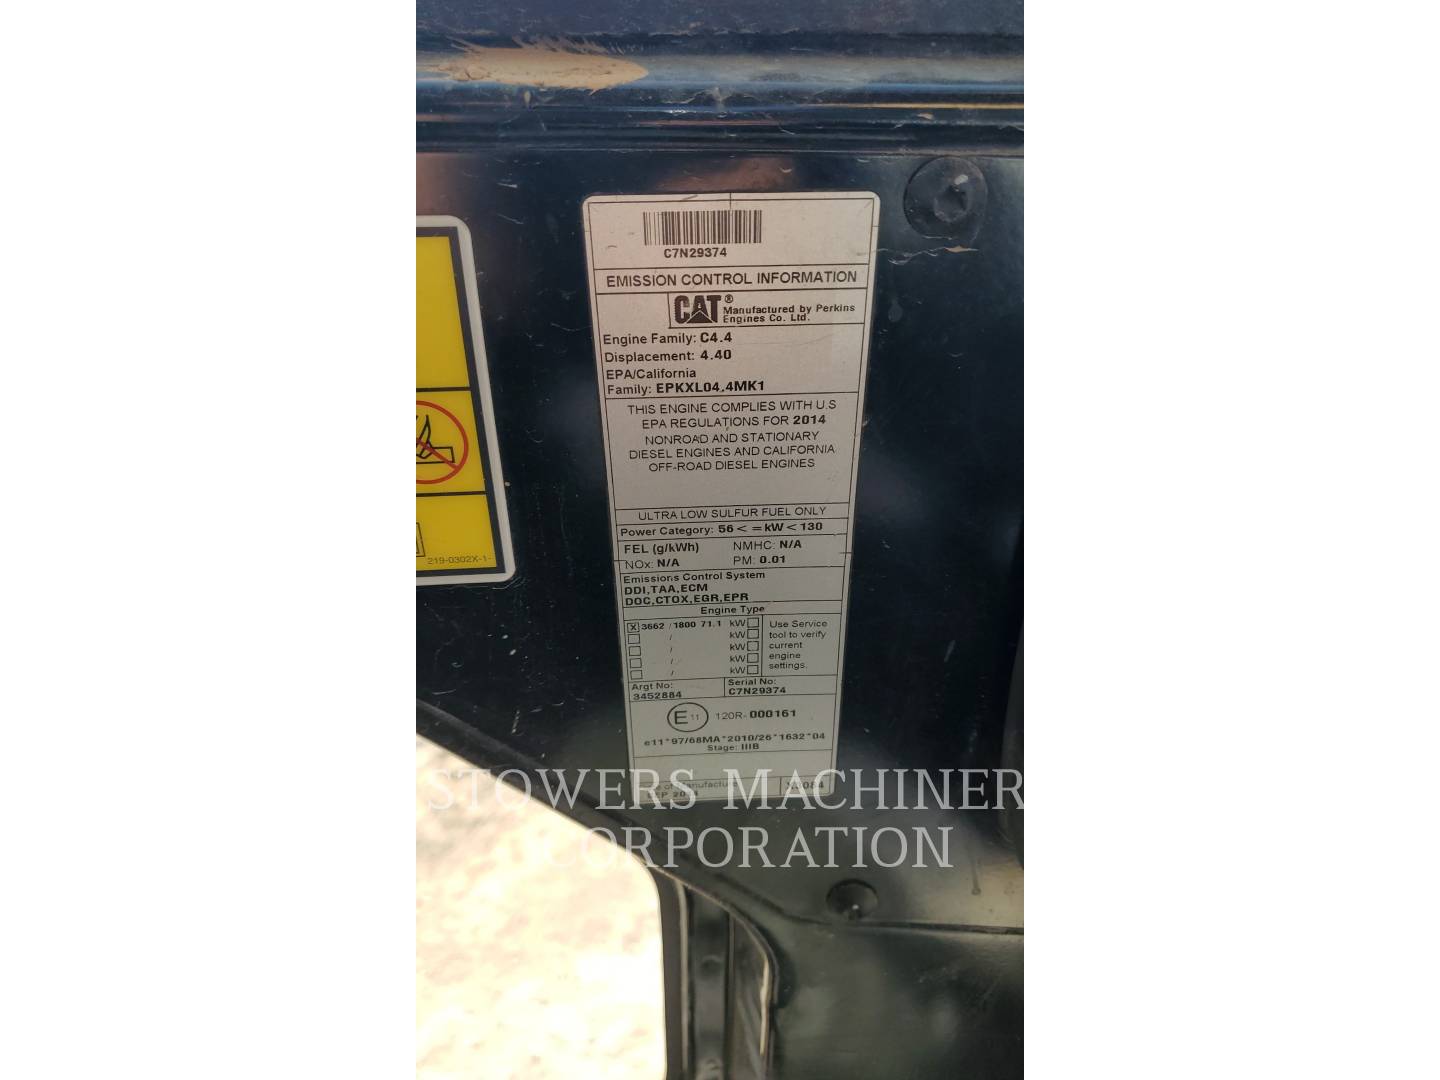 C7N29374
EMISSION CONTROL INFORMATION
CAT® Manufactured by Perkins
Engines Co. Ltd.
Engine Family: C4.4
Displacement: 4.40
EPA/California
Family: EPKXL04.4MK1
THIS ENGINE COMPLIES WITH U.S
EPA REGULATIONS FOR 2014
NONROAD AND STATIONARY
DIESEL ENGINES AND CALIFORNIA
OFF-ROAD DIESEL ENGINES
ULTRA LOW SULFUR FUEL ONLY
Power Category: 56 < = kW < 130
FEL (g/kWh) NMHC: N/A
NOx: N/A PM: 0.01
Emissions Control System
DDI,TAA,ECM
DOC,CTOX,EGR,EPR
Engine Type
X 3662 / 1800 71.1 kW
/ kW
/ kW
/ kW
/ kW
Use Service
tool to verify
current
engine
settings.
Argt No: Serial No:
3452884 C7N29374
E 11 120R-000161
e11*97/68MA*2010/26*1632*04
Stage: IIIB
of Manufacture
219-0302X-1-
STOWERS MACHINERY
CORPORATION